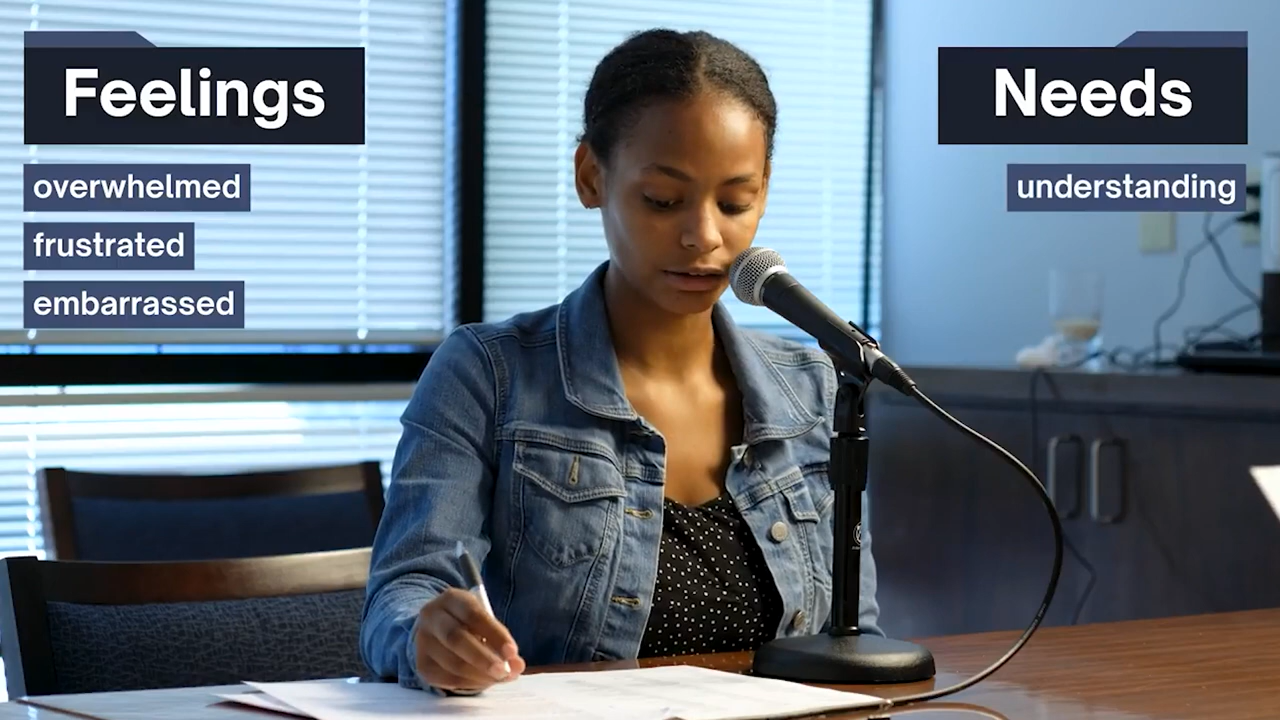 Feelings
overwhelmed
frustrated
embarrassed
Needs
understanding